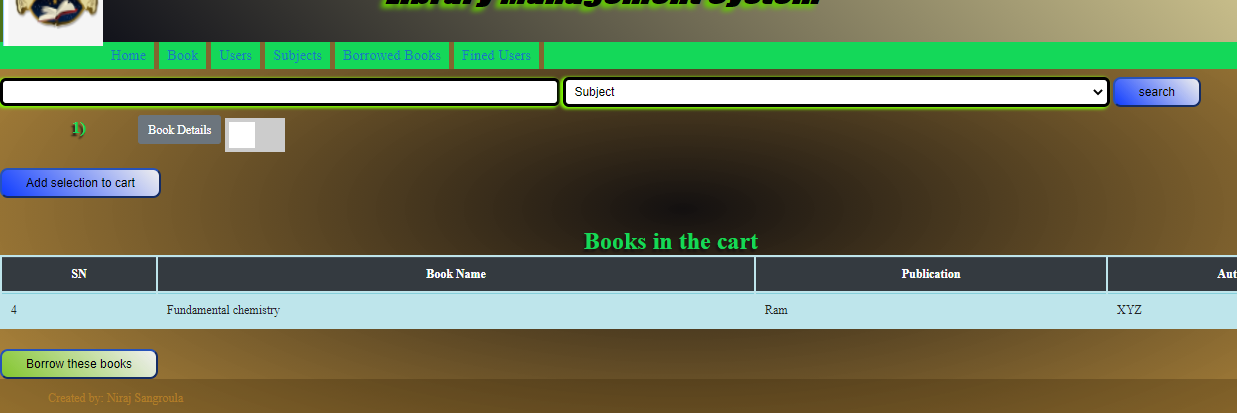 Library Management System
Home Book Users Subjects Borrowed Books Fined Users
Subject search
1) Book Details
Add selection to cart
Books in the cart
SN Book Name Publication
4 Fundamental chemistry Ram XYZ
Borrow these books
Created by: Niraj Sangroula